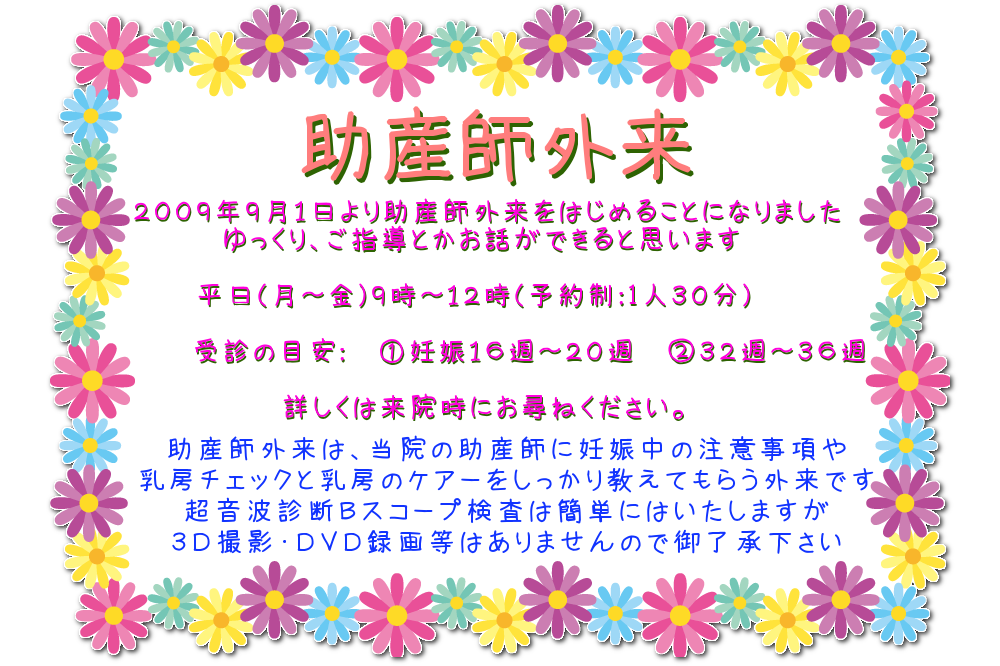 助産師外来
2009年9月1日より助産師外来をはじめることになりました
ゆっくり、ご指導とかお話ができると思います
平日(月～金)9時～12時(予約制:1人30分)
受診の目安: ①妊娠16週～20週 ②32週～36週
詳しくは来院時にお尋ねください。
助産師外来は、当院の助産師に妊娠中の注意事項や
乳房チェックと乳房のケアーをしっかり教えてもらう外来です
超音波診断Bスコープ検査は簡単にはいたしますが
3D撮影・DVD録画等はありませんので御了承下さい